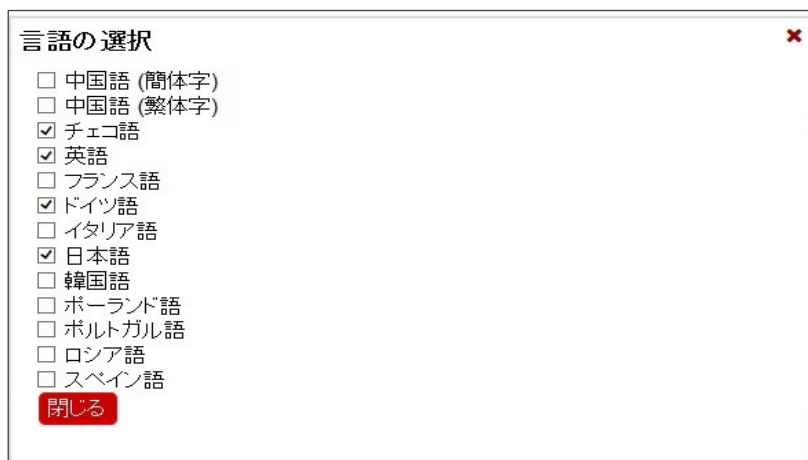 言語の選択
中国語 (簡体字)
中国語 (繁体字)
チェコ語
英語
フランス語
ドイツ語
イタリア語
日本語
韓国語
ポーランド語
ポルトガル語
ロシア語
スペイン語
閉じる